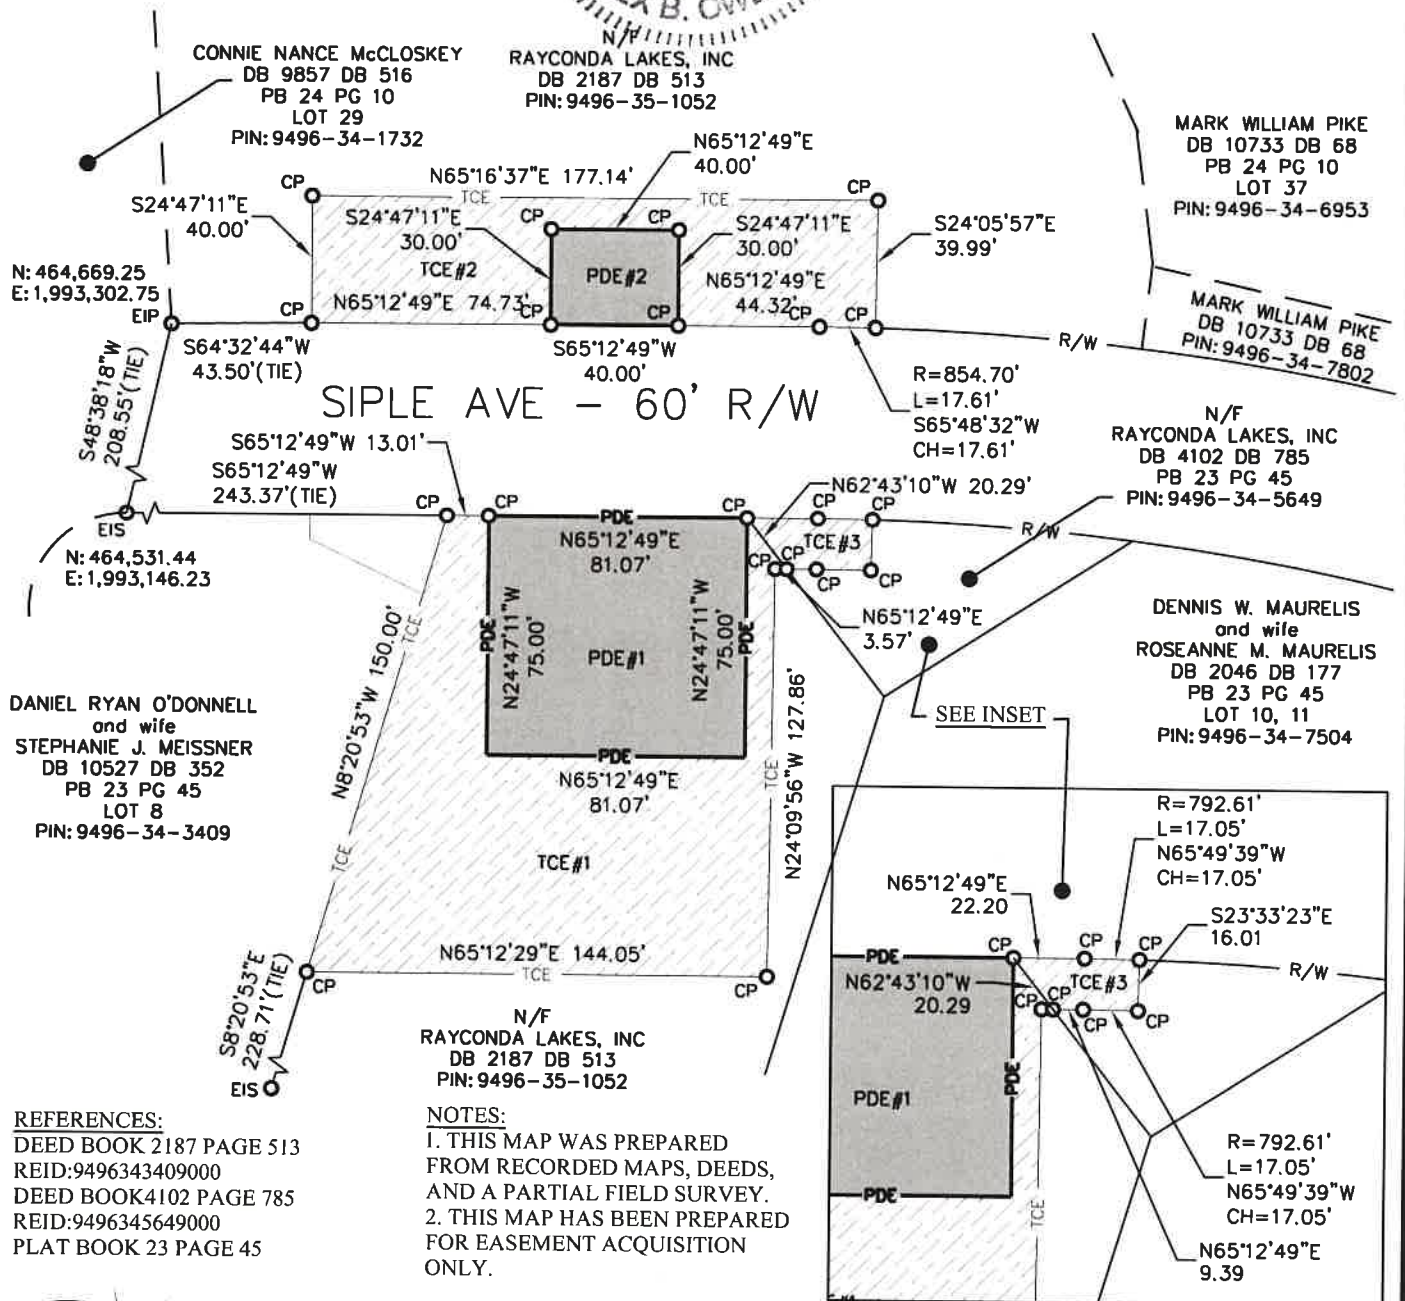 X B. OW
CONNIE NANCE McCLOSKEY
DB 9857 DB 516
PB 24 PG 10
LOT 29
PIN: 9496-34-1732
N/F
RAYCONDA LAKES, INC
DB 2187 DB 513
PIN: 9496-35-1052
MARK WILLIAM PIKE
DB 10733 DB 68
PB 24 PG 10
LOT 37
PIN: 9496-34-6953
N65°12'49"E
40.00'
N65°16'37"E 177.14'
CP
TCE
TCE
S24°47'11"E
40.00'
S24°47'11"E
30.00'
CP
CP
S24°47'11"E
30.00'
S24°05'57"E
39.99'
TCE#2
PDE#2
N: 464,669.25
E: 1,993,302.75
EIP
CP
N65°12'49"E 74.73'
CP
CP
N65°12'49"E
44.32'
CP
CP
R/W
MARK WILLIAM PIKE
DB 10733 DB 68
PIN: 9496-34-7802
S64°32'44"W
43.50'(TIE)
S65°12'49"W
40.00'
S48°38'18"W
208.55'(TIE)
R=854.70'
L=17.61'
S65°48'32"W
CH=17.61'
SIPLE AVE - 60' R/W
N/F
RAYCONDA LAKES, INC
DB 4102 DB 785
PB 23 PG 45
PIN: 9496-34-5649
S65°12'49"W 13.01'
S65°12'49"W
243.37'(TIE)
N62°43'10"W 20.29'
EIS
CP
CP
PDE
CP
CP
CP
R/W
N: 464,531.44
E: 1,993,146.23
N65°12'49"E
81.07'
TCE#3
CP
CP
CP
N65°12'49"E
3.57'
TCE
N8°20'53"W 150.00'
TCE
PDE
N24°47'11"W
75.00'
PDE#1
N24°47'11"W
75.00'
PDE
DENNIS W. MAURELIS
and wife
ROSEANNE M. MAURELIS
DB 2046 DB 177
PB 23 PG 45
LOT 10, 11
PIN: 9496-34-7504
DANIEL RYAN O'DONNELL
and wife
STEPHANIE J. MEISSNER
DB 10527 DB 352
PB 23 PG 45
LOT 8
PIN: 9496-34-3409
SEE INSET
PDE
N65°12'49"E
81.07'
TCE
N24°09'56"W 127.86'
TCE#1
N65°12'29"E 144.05'
TCE
CP
CP
S8°20'53"E
228.71'(TIE)
EIS
N/F
RAYCONDA LAKES, INC
DB 2187 DB 513
PIN: 9496-35-1052
R=792.61'
L=17.05'
N65°49'39"W
CH=17.05'
N65°12'49"E
22.20
S23°33'23"E
16.01
PDE
CP
CP
CP
R/W
N62°43'10"W
20.29
TCE#3
CP
CP
CP
CP
PDE
PDE#1
PDE
TCE
R=792.61'
L=17.05'
N65°49'39"W
CH=17.05'
N65°12'49"E
9.39
REFERENCES:
DEED BOOK 2187 PAGE 513
REID:9496343409000
DEED BOOK4102 PAGE 785
REID:9496345649000
PLAT BOOK 23 PAGE 45
NOTES:
1. THIS MAP WAS PREPARED
FROM RECORDED MAPS, DEEDS,
AND A PARTIAL FIELD SURVEY.
2. THIS MAP HAS BEEN PREPARED
FOR EASEMENT ACQUISITION
ONLY.